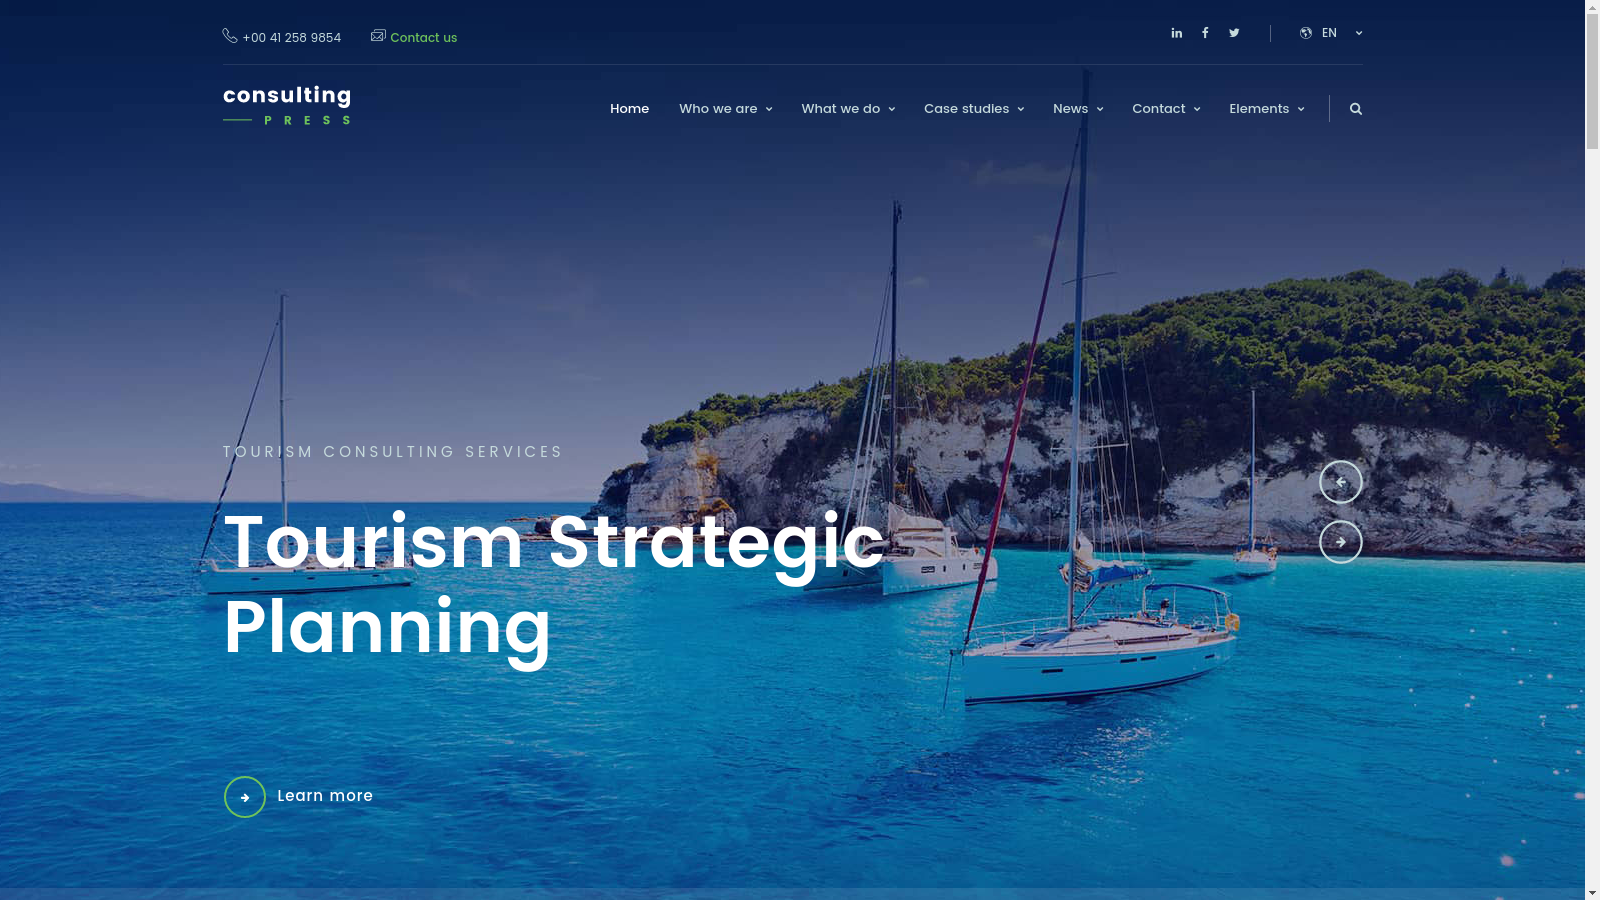 +00 41 258 9854
Contact us
EN
consulting
PRESS
Home
Who we are
What we do
Case studies
News
Contact
Elements
TOURISM CONSULTING SERVICES
Tourism Strategic
Planning
Learn more